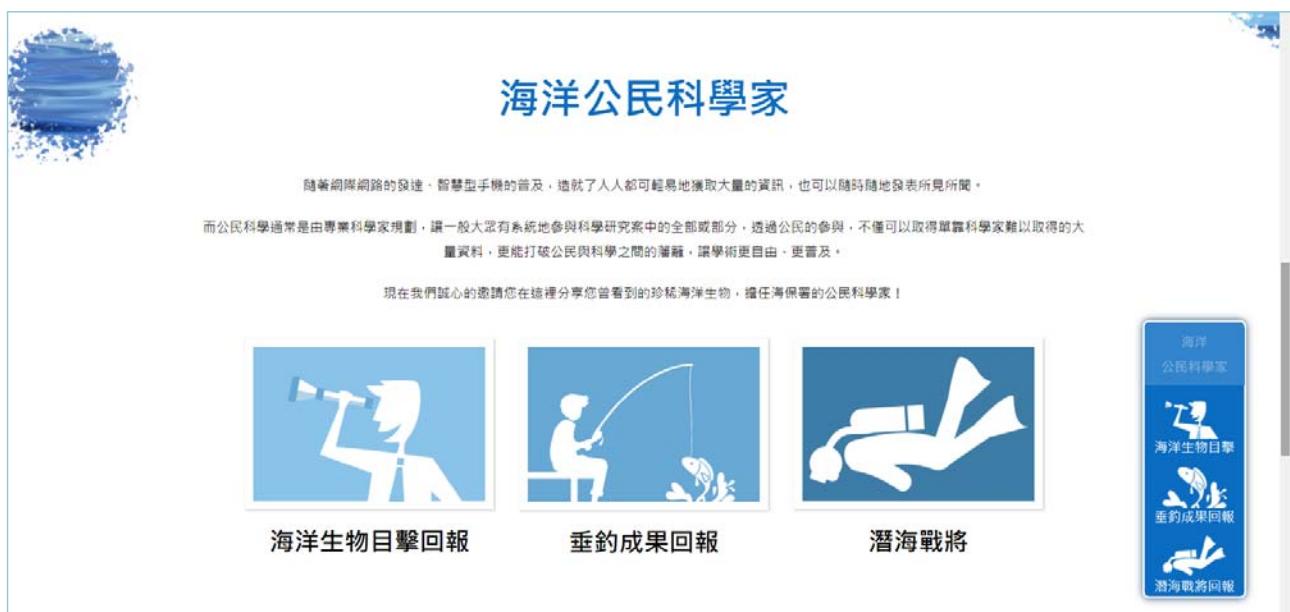 海洋公民科學家
隨著網際網路的發達、智慧型手機的普及，造就了人人都可輕易地獲取大量的資訊，也可以隨時隨地發表所見所聞。
而公民科學通常是由專業科學家規劃，讓一般大眾有系統地參與科學研究案中的全部或部分，透過公民的參與，不僅可以取得單靠科學家難以取得的大
量資料，更能打破公民與科學之間的藩籬，讓學術更自由、更普及。
現在我們誠心的邀請您在這裡分享您曾看到的珍稀海洋生物，擔任海保署的公民科學家！
海洋生物目擊回報
垂釣成果回報
潛海戰將
海洋
公民科學家
海洋生物目擊
垂釣成果回報
潛海戰將回報